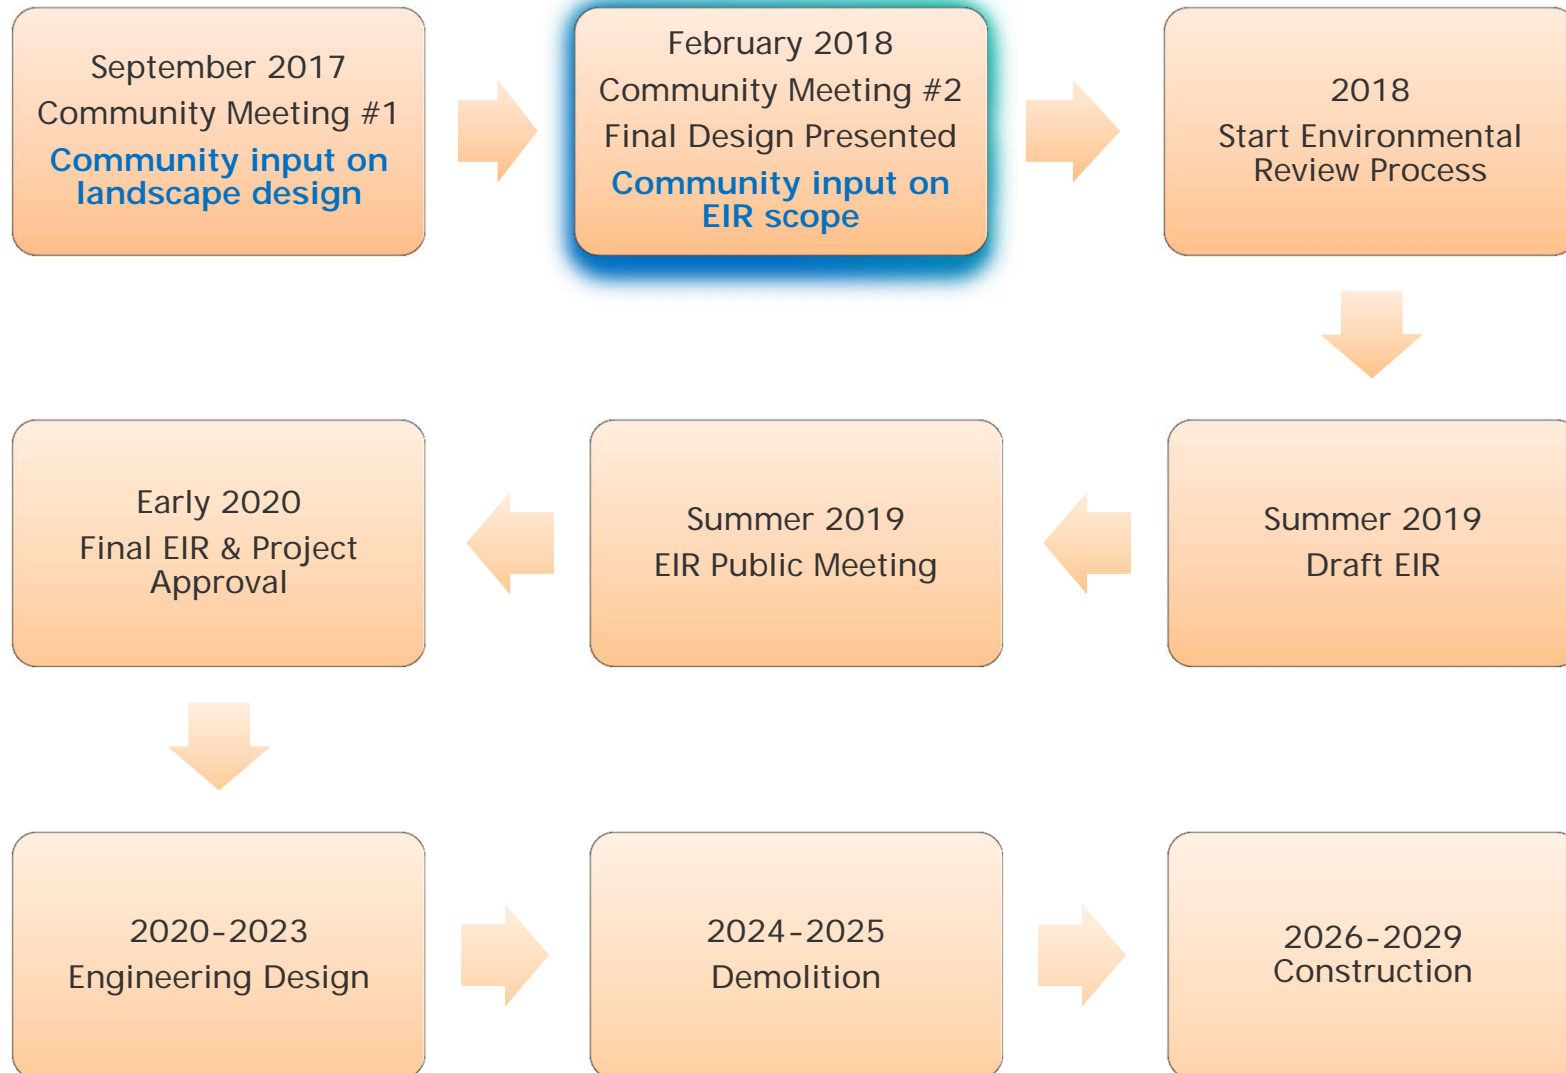 September 2017
Community Meeting #1
Community input on
landscape design
February 2018
Community Meeting #2
Final Design Presented
Community input on
EIR scope
2018
Start Environmental
Review Process
Summer 2019
Draft EIR
Summer 2019
EIR Public Meeting
Early 2020
Final EIR & Project
Approval
2020-2023
Engineering Design
2024-2025
Demolition
2026-2029
Construction